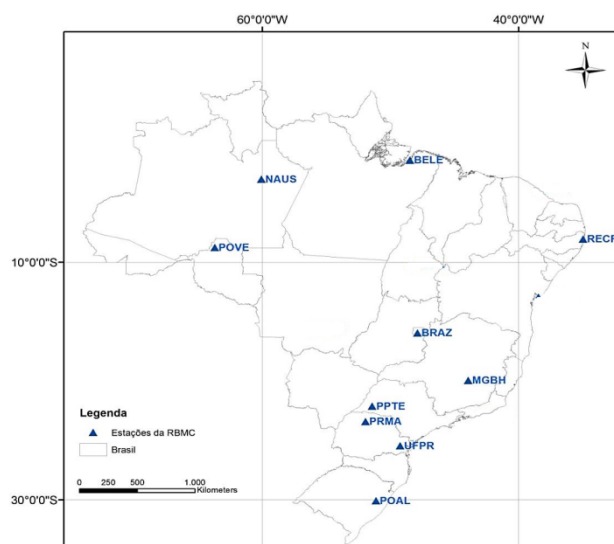 60°0'0"W
40°0'0"W
N
BELE
NAUS
RECF
POVE
10°0'0"S
BRAZ
MGBH
PPTE
PRMA
UFPR
Legenda
Estações da RBMC
Brasil
0 250 500 1.000
Kilometers
30°0'0"S
POAL